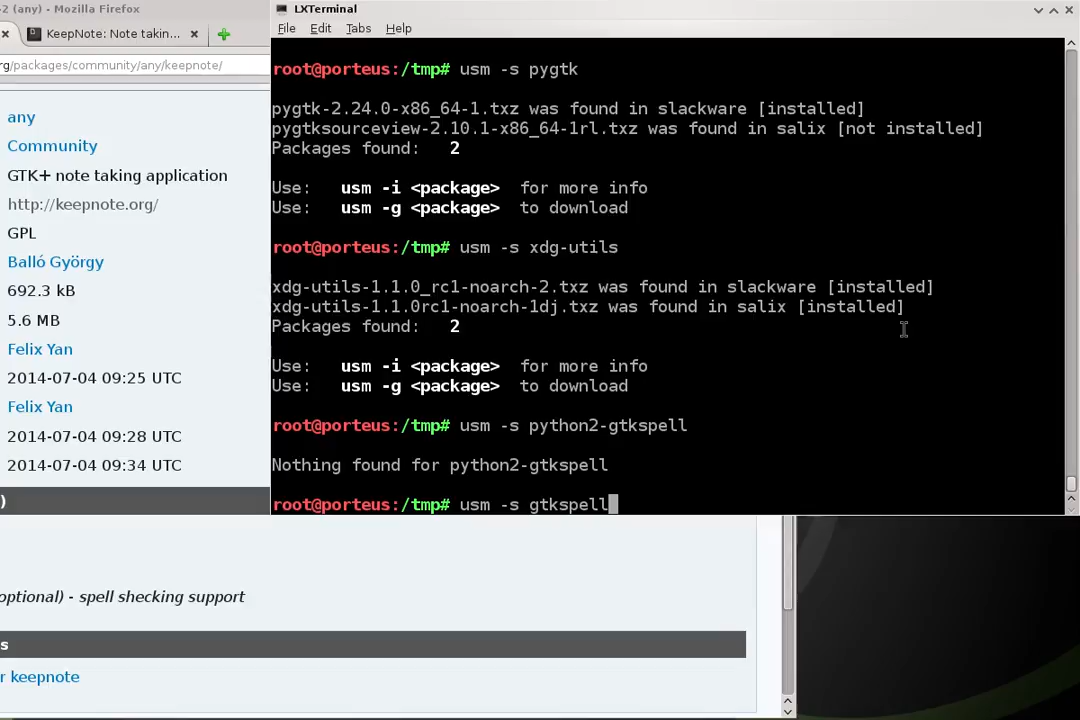 -2 (any) - Mozilla Firefox
KeepNote: Note takin...
rg/packages/community/any/keepnote/
any
Community
GTK+ note taking application
http://keepnote.org/
GPL
Balló György
692.3 kB
5.6 MB
Felix Yan
2014-07-04 09:25 UTC
Felix Yan
2014-07-04 09:28 UTC
2014-07-04 09:34 UTC
)
optional) - spell shecking support
s
r keepnote
LXTerminal
File Edit Tabs Help
root@porteus:/tmp# usm -s pygtk
pygtk-2.24.0-x86_64-1.txz was found in slackware [installed]
pygtksourceview-2.10.1-x86_64-1rl.txz was found in salix [not installed]
Packages found: 2
Use: usm -i <package> for more info
Use: usm -g <package> to download
root@porteus:/tmp# usm -s xdg-utils
xdg-utils-1.1.0_rc1-noarch-2.txz was found in slackware [installed]
xdg-utils-1.1.0rc1-noarch-1dj.txz was found in salix [installed]
Packages found: 2
Use: usm -i <package> for more info
Use: usm -g <package> to download
root@porteus:/tmp# usm -s python2-gtkspell
Nothing found for python2-gtkspell
root@porteus:/tmp# usm -s gtkspell